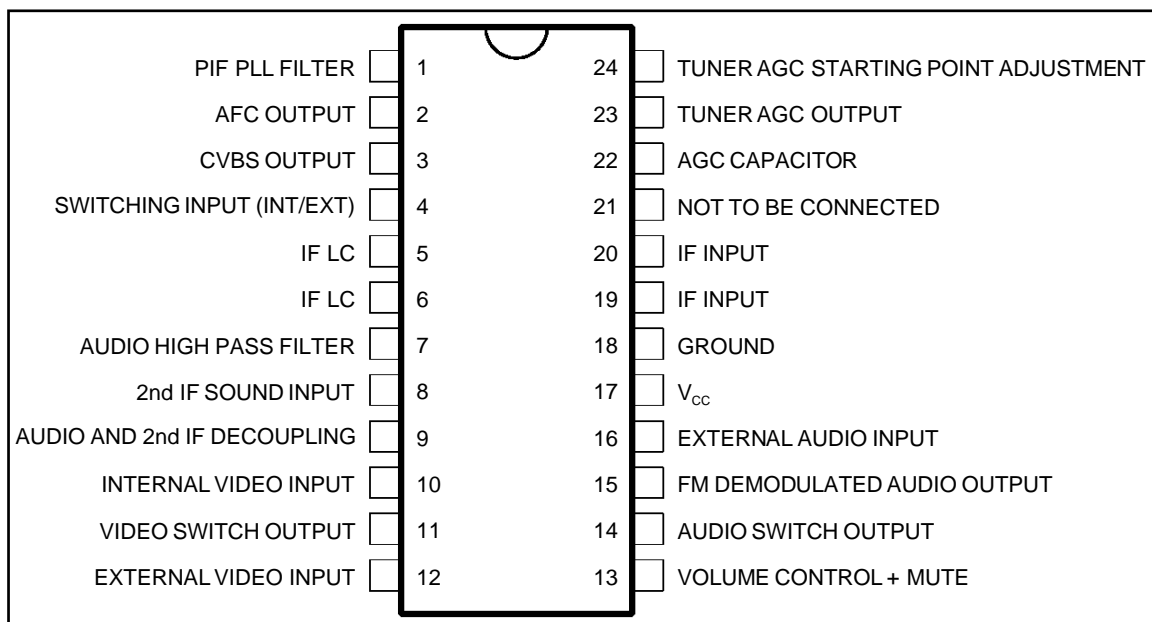 PIF PLL FILTER 1 24 TUNER AGC STARTING POINT ADJUSTMENT
AFC OUTPUT 2 23 TUNER AGC OUTPUT
CVBS OUTPUT 3 22 AGC CAPACITOR
SWITCHING INPUT (INT/EXT) 4 21 NOT TO BE CONNECTED
IF LC 5 20 IF INPUT
IF LC 6 19 IF INPUT
AUDIO HIGH PASS FILTER 7 18 GROUND
2nd IF SOUND INPUT 8 17 VCC
AUDIO AND 2nd IF DECOUPLING 9 16 EXTERNAL AUDIO INPUT
INTERNAL VIDEO INPUT 10 15 FM DEMODULATED AUDIO OUTPUT
VIDEO SWITCH OUTPUT 11 14 AUDIO SWITCH OUTPUT
EXTERNAL VIDEO INPUT 12 13 VOLUME CONTROL + MUTE